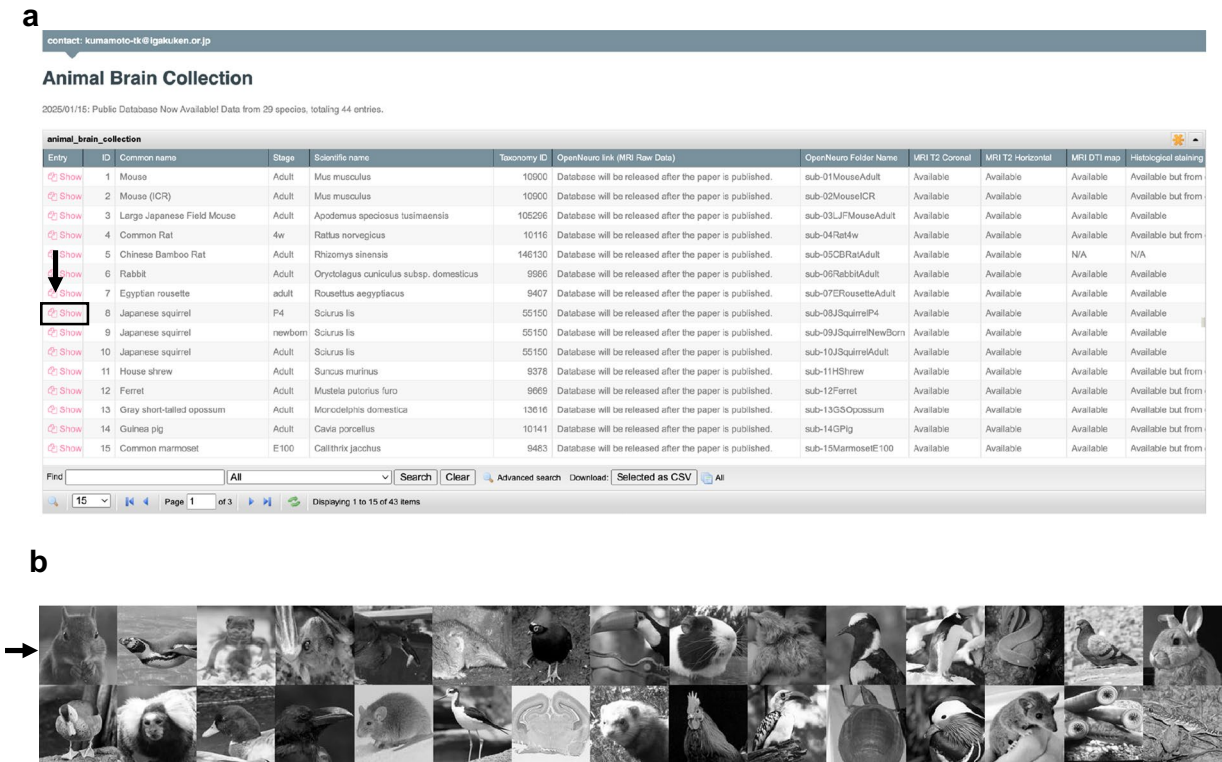 a
contact: kumamoto-tk@igakuken.or.jp
Animal Brain Collection
2025/01/15: Public Database Now Available! Data from 29 species, totaling 44 entries.
animal_brain_collection
Entry ID Common name Stage Scientific name Taxonomy ID OpenNeuro link (MRI Raw Data) OpenNeuro Folder Name MRI T2 Coronal MRI T2 Horizontal MRI DTI map Histological staining
Show 1 Mouse Adult Mus musculus 10900 Database will be released after the paper is published. sub-01MouseAdult Available Available Available Available but from
Show 2 Mouse (ICR) Adult Mus musculus 10900 Database will be released after the paper is published. sub-02MouseICR Available Available Available Available but from
Show 3 Large Japanese Field Mouse Adult Apodemus speciosus tusimaensis 105296 Database will be released after the paper is published. sub-03LJFMouseAdult Available Available Available Available
Show 4 Common Rat 4w Rattus norvegicus 10116 Database will be released after the paper is published. sub-04Rat4w Available Available Available Available but from
Show 5 Chinese Bamboo Rat Adult Rhizomys sinensis 146130 Database will be released after the paper is published. sub-05CBRatAdult Available Available N/A N/A
Show 6 Rabbit Adult Oryctolagus cuniculus subsp. domesticus 9986 Database will be released after the paper is published. sub-06RabbitAdult Available Available Available Available
Show 7 Egyptian rousette adult Rousettus aegyptiacus 9407 Database will be released after the paper is published. sub-07ERousetteAdult Available Available Available Available
Show 8 Japanese squirrel P4 Sciurus lis 55150 Database will be released after the paper is published. sub-08JSquirrelP4 Available Available Available Available
Show 9 Japanese squirrel newborn Sciurus lis 55150 Database will be released after the paper is published. sub-09JSquirrelNewBorn Available Available Available Available
Show 10 Japanese squirrel Adult Sciurus lis 55150 Database will be released after the paper is published. sub-10JSquirrelAdult Available Available Available Available
Show 11 House shrew Adult Suncus murinus 9378 Database will be released after the paper is published. sub-11HShrew Available Available Available Available but from
Show 12 Ferret Adult Mustela putorius furo 9669 Database will be released after the paper is published. sub-12Ferret Available Available Available Available but from
Show 13 Gray short-tailed opossum Adult Monodelphis domestica 13616 Database will be released after the paper is published. sub-13GSOpossum Available Available Available Available but from
Show 14 Guinea pig Adult Cavia porcellus 10141 Database will be released after the paper is published. sub-14GPig Available Available Available Available but from
Show 15 Common marmoset E100 Callithrix jacchus 9483 Database will be released after the paper is published. sub-15MarmosetE100 Available Available Available Available but from
Find All Search Clear Advanced search Download: Selected as CSV All
15 Page 1 of 3 Displaying 1 to 15 of 43 items
b